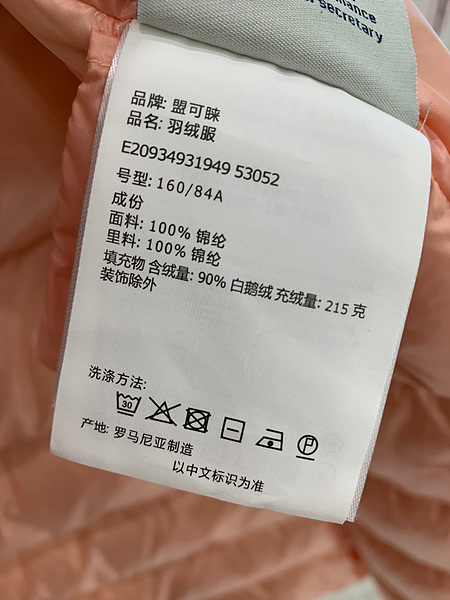 secretary
品牌: 盟可睐
品名: 羽绒服
E20934931949 53052
号型: 160/84A
成份
面料: 100% 锦纶
里料: 100% 锦纶
填充物 含绒量: 90% 白鹅绒 充绒量: 215 克
装饰除外
洗涤方法:
30
P
产地: 罗马尼亚制造
以中文标识为准